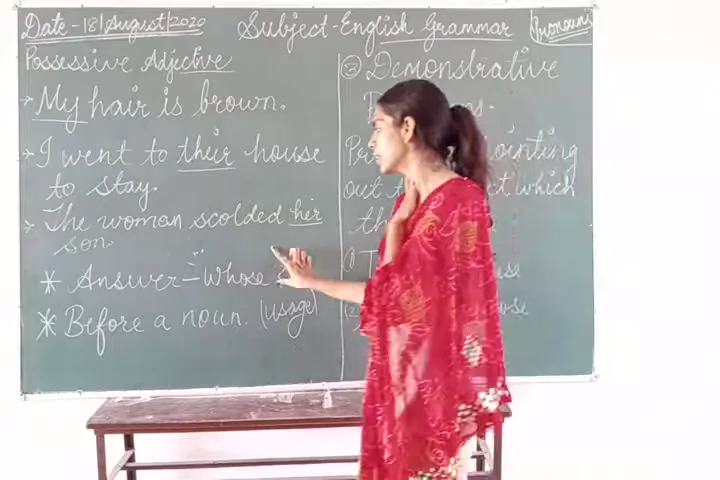 Date - 18/August/2020
Subject - English Grammar
Pronouns
Possessive Adjective
→ My hair is brown.
→ I went to their house
to stay.
→ The woman scolded her
son.
* Answer - Whose
* Before a noun. (usage)
Demonstrative
pointing
out which